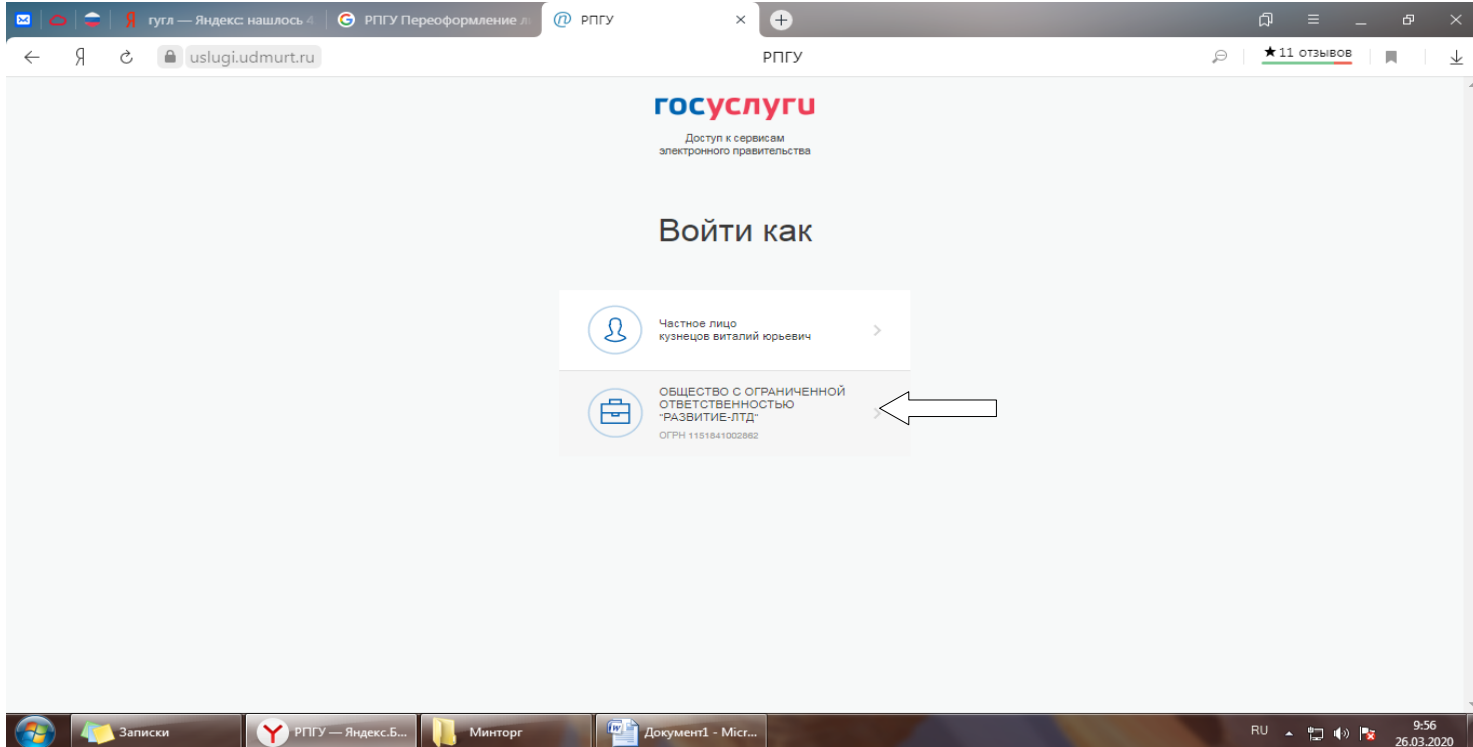 гугл — Яндекс: нашлось 4
РПГУ Переоформление л
РПГУ
uslugi.udmurt.ru
РПГУ
★11 отзывов
госуслуги
Доступ к сервисам
электронного правительства
Войти как
Частное лицо
кузнецов виталий юрьевич
ОБЩЕСТВО С ОГРАНИЧЕННОЙ
ОТВЕТСТВЕННОСТЬЮ
"РАЗВИТИЕ-ЛТД"
ОГРН 1151841002862
Записки
РПГУ — Яндекс.Б...
Минторг
Документ1 - Micr...
RU
9:56
26.03.2020